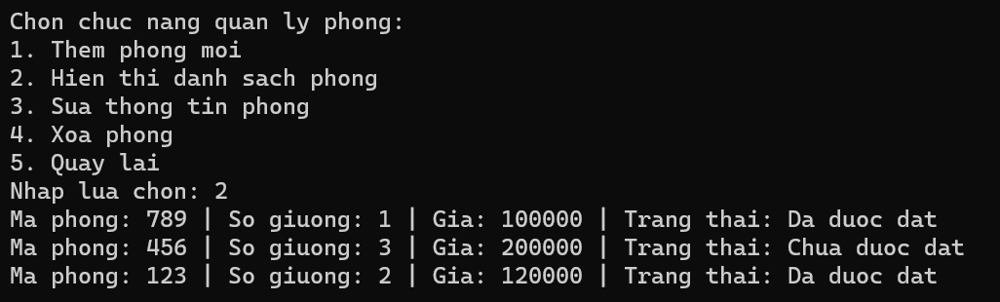 Chon chuc nang quan ly phong:
1. Them phong moi
2. Hien thi danh sach phong
3. Sua thong tin phong
4. Xoa phong
5. Quay lai
Nhap lua chon: 2
Ma phong: 789 | So giuong: 1 | Gia: 100000 | Trang thai: Da duoc dat
Ma phong: 456 | So giuong: 3 | Gia: 200000 | Trang thai: Chua duoc dat
Ma phong: 123 | So giuong: 2 | Gia: 120000 | Trang thai: Da duoc dat